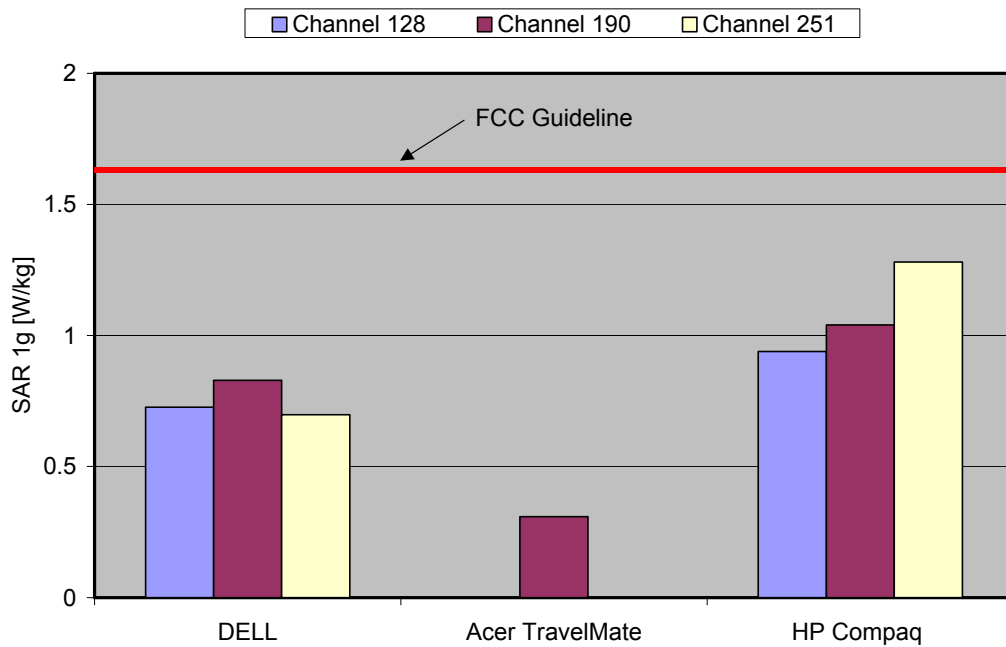 Channel 128 Channel 190 Channel 251
2
FCC Guideline
1.5
SAR 1g [W/kg]
1
0.5
0
DELL Acer TravelMate HP Compaq